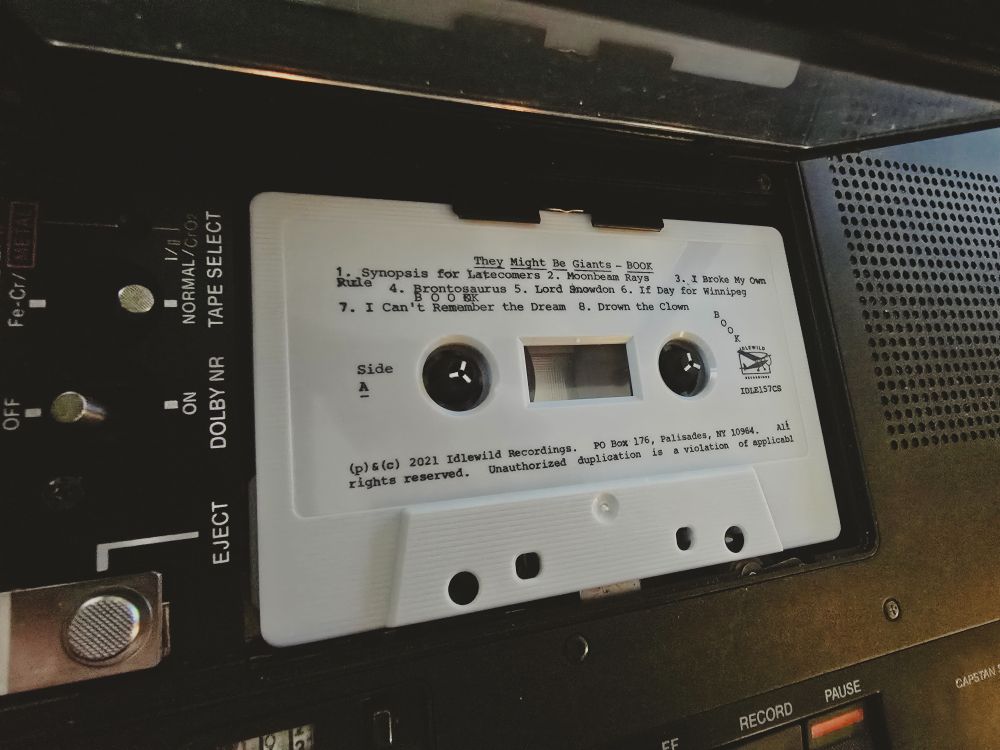 They Might Be Giants - BOOK
1. Synopsis for Latecomers 2. Moonbeam Rays 3. I Broke My Own
Rule 4. Brontosaurus 5. Lord Snowdon 6. If Day for Winnipeg
B O O K
7. I Can't Remember the Dream 8. Drown the Clown
BOOK
Side
A
IDLEWILD
RECORDINGS
IDLE157CS
(p)&(c) 2021 Idlewild Recordings. PO Box 176, Palisades, NY 10964. All
rights reserved. Unauthorized duplication is a violation of applicabl
Fe-Cr/METAL
NORMAL/CrO2
TAPE SELECT
OFF
ON
DOLBY NR
EJECT
RECORD
PAUSE
CAPSTAN